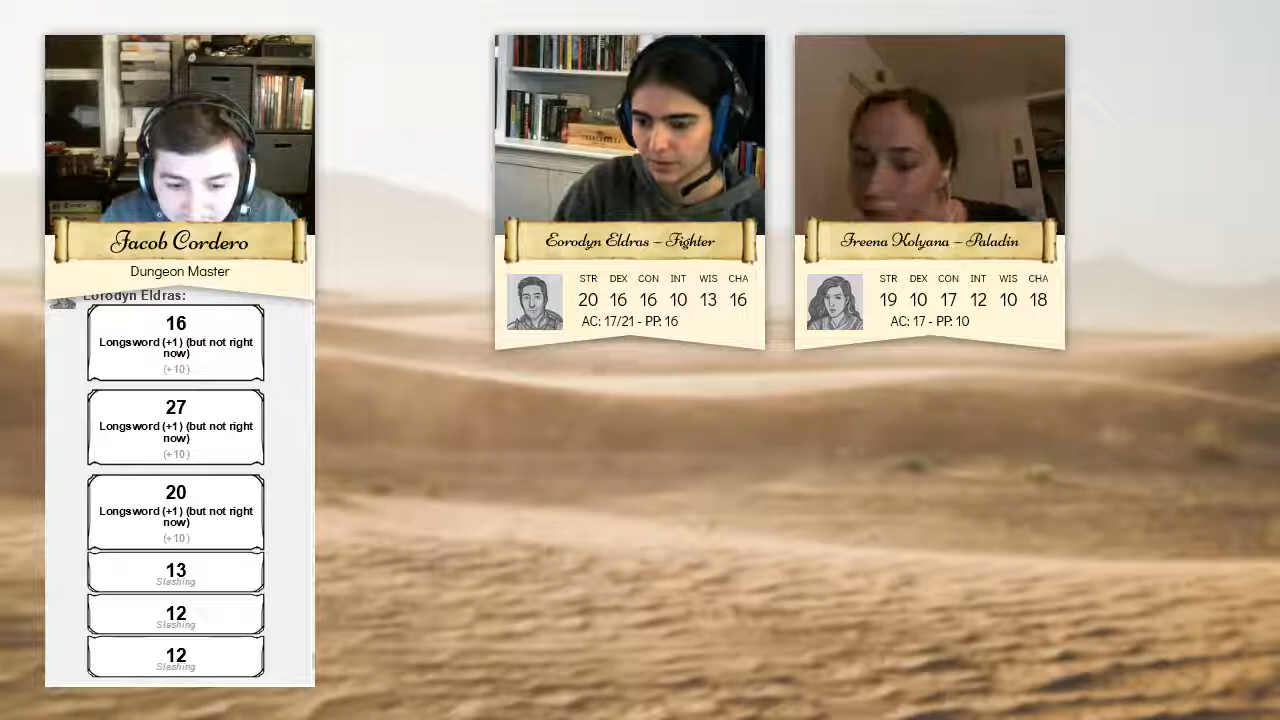 Jacob Cordero
Dungeon Master
Eorodyn Eldras:
16
Longsword (+1) (but not right
now)
(+10)
27
Longsword (+1) (but not right
now)
(+10)
20
Longsword (+1) (but not right
now)
(+10)
13
Slashing
12
Slashing
12
Slashing
Eorodyn Eldras – Fighter
STR DEX CON INT WIS CHA
20 16 16 10 13 16
AC: 17/21 - PP: 16
Freena Kolyana – Paladin
STR DEX CON INT WIS CHA
19 10 17 12 10 18
AC: 17 - PP: 10